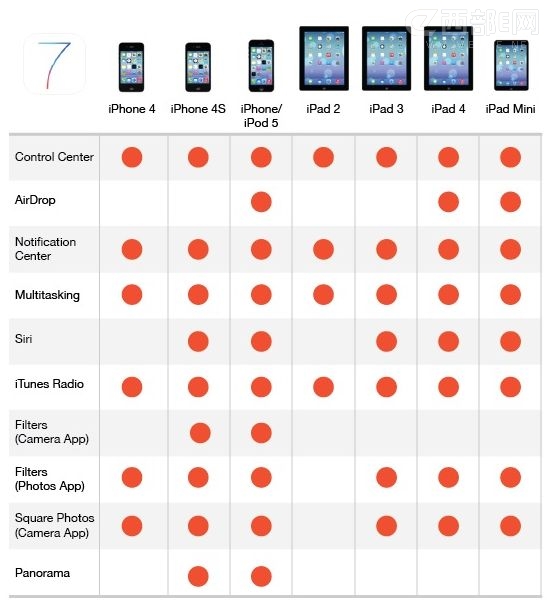 西部E网
7
iPhone 4
iPhone 4S
iPhone/
iPod 5
iPad 2
iPad 3
iPad 4
iPad Mini
Control Center
AirDrop
Notification
Center
Multitasking
Siri
iTunes Radio
Filters
(Camera App)
Filters
(Photos App)
Square Photos
(Camera App)
Panorama